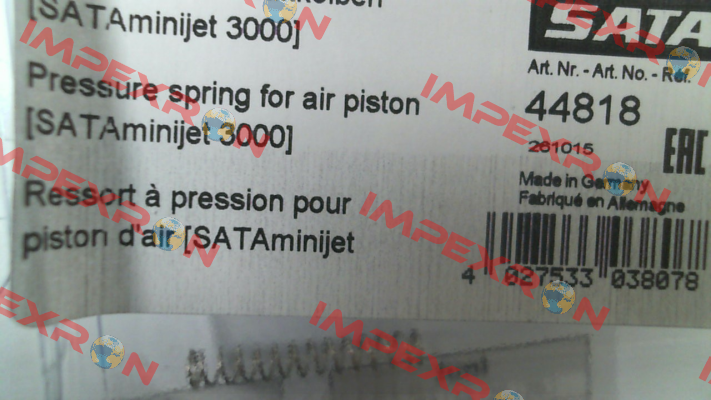 [SATAminijet 3000]
Pressure spring for air piston
[SATAminijet 3000]
Ressort à pression pour
piston d'air [SATAminijet
SATA
Art. Nr. - Art. No. - Ref.
44818
261015
EAC
Made in Germany
Fabriqué en Allemagne
4 027533 038078
IMPEXRON